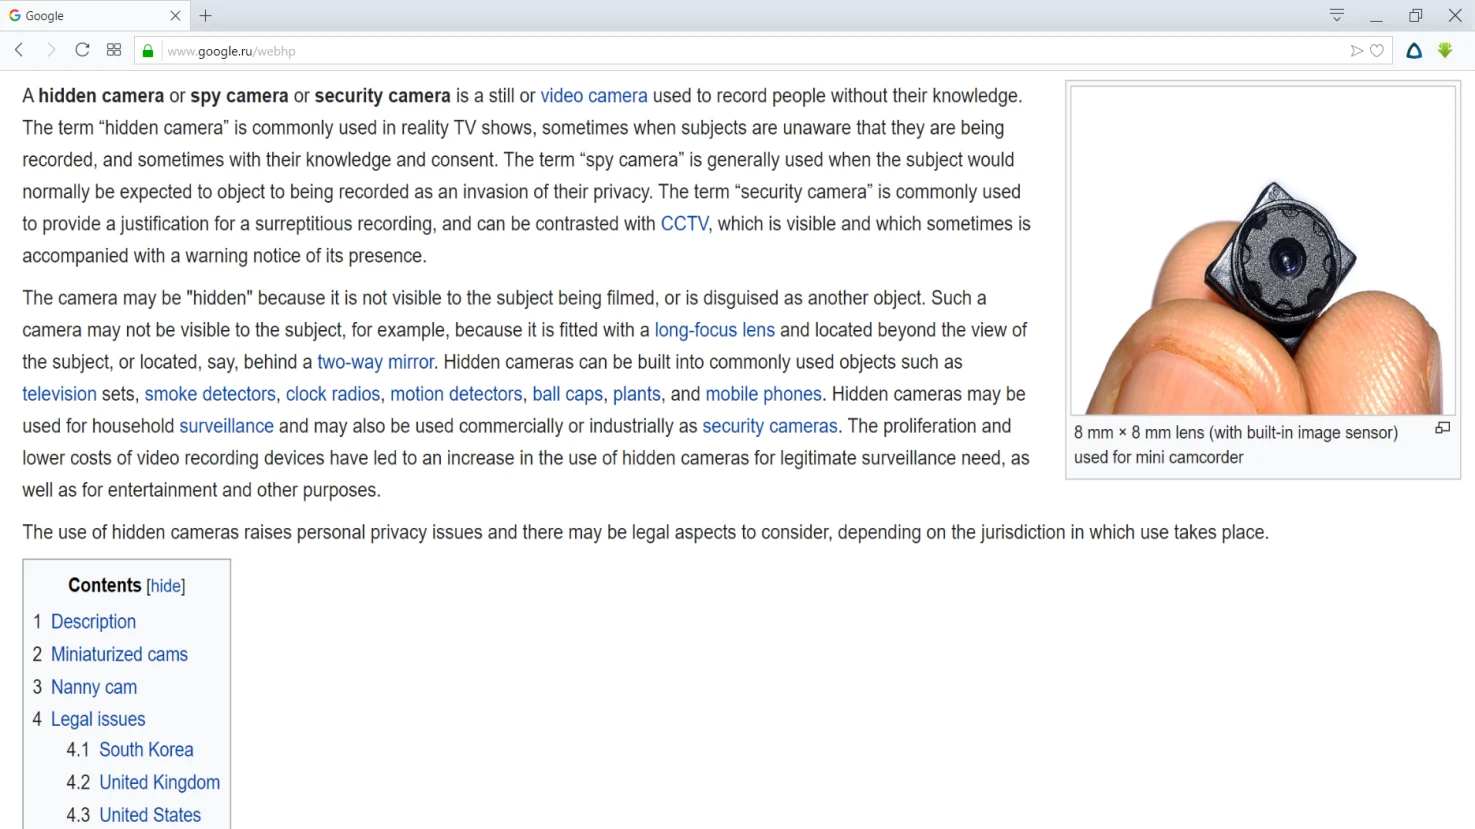 Google
www.google.ru/webhp
A hidden camera or spy camera or security camera is a still or video camera used to record people without their knowledge.
The term “hidden camera” is commonly used in reality TV shows, sometimes when subjects are unaware that they are being
recorded, and sometimes with their knowledge and consent. The term “spy camera” is generally used when the subject would
normally be expected to object to being recorded as an invasion of their privacy. The term “security camera” is commonly used
to provide a justification for a surreptitious recording, and can be contrasted with CCTV, which is visible and which sometimes is
accompanied with a warning notice of its presence.
The camera may be "hidden" because it is not visible to the subject being filmed, or is disguised as another object. Such a
camera may not be visible to the subject, for example, because it is fitted with a long-focus lens and located beyond the view of
the subject, or located, say, behind a two-way mirror. Hidden cameras can be built into commonly used objects such as
television sets, smoke detectors, clock radios, motion detectors, ball caps, plants, and mobile phones. Hidden cameras may be
used for household surveillance and may also be used commercially or industrially as security cameras. The proliferation and
lower costs of video recording devices have led to an increase in the use of hidden cameras for legitimate surveillance need, as
well as for entertainment and other purposes.
8 mm × 8 mm lens (with built-in image sensor)
used for mini camcorder
The use of hidden cameras raises personal privacy issues and there may be legal aspects to consider, depending on the jurisdiction in which use takes place.
Contents [hide]
1 Description
2 Miniaturized cams
3 Nanny cam
4 Legal issues
4.1 South Korea
4.2 United Kingdom
4.3 United States